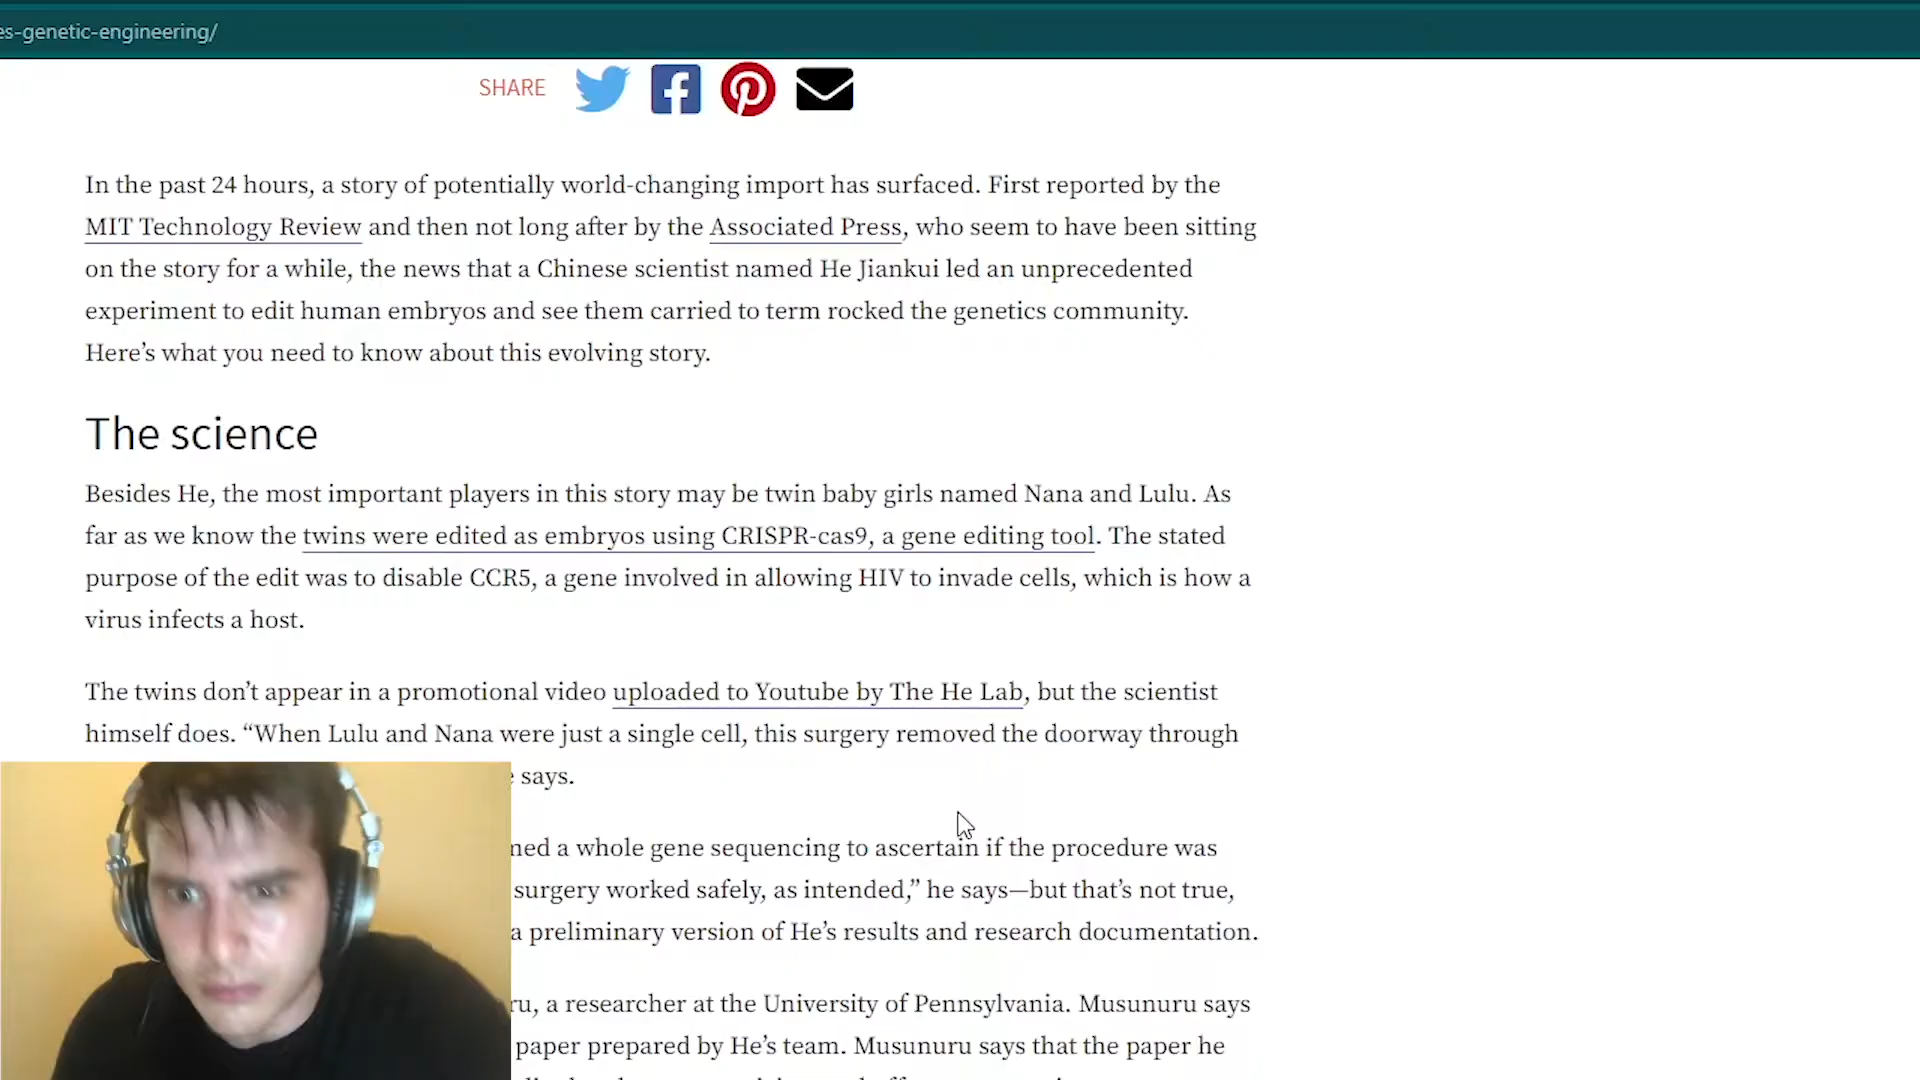 es-genetic-engineering/
SHARE
In the past 24 hours, a story of potentially world-changing import has surfaced. First reported by the
MIT Technology Review and then not long after by the Associated Press, who seem to have been sitting
on the story for a while, the news that a Chinese scientist named He Jiankui led an unprecedented
experiment to edit human embryos and see them carried to term rocked the genetics community.
Here’s what you need to know about this evolving story.
The science
Besides He, the most important players in this story may be twin baby girls named Nana and Lulu. As
far as we know the twins were edited as embryos using CRISPR-cas9, a gene editing tool. The stated
purpose of the edit was to disable CCR5, a gene involved in allowing HIV to invade cells, which is how a
virus infects a host.
The twins don’t appear in a promotional video uploaded to Youtube by The He Lab, but the scientist
himself does. “When Lulu and Nana were just a single cell, this surgery removed the doorway through
says.
a whole gene sequencing to ascertain if the procedure was
surgery worked safely, as intended,” he says—but that’s not true,
a preliminary version of He’s results and research documentation.
ru, a researcher at the University of Pennsylvania. Musunuru says
paper prepared by He’s team. Musunuru says that the paper he